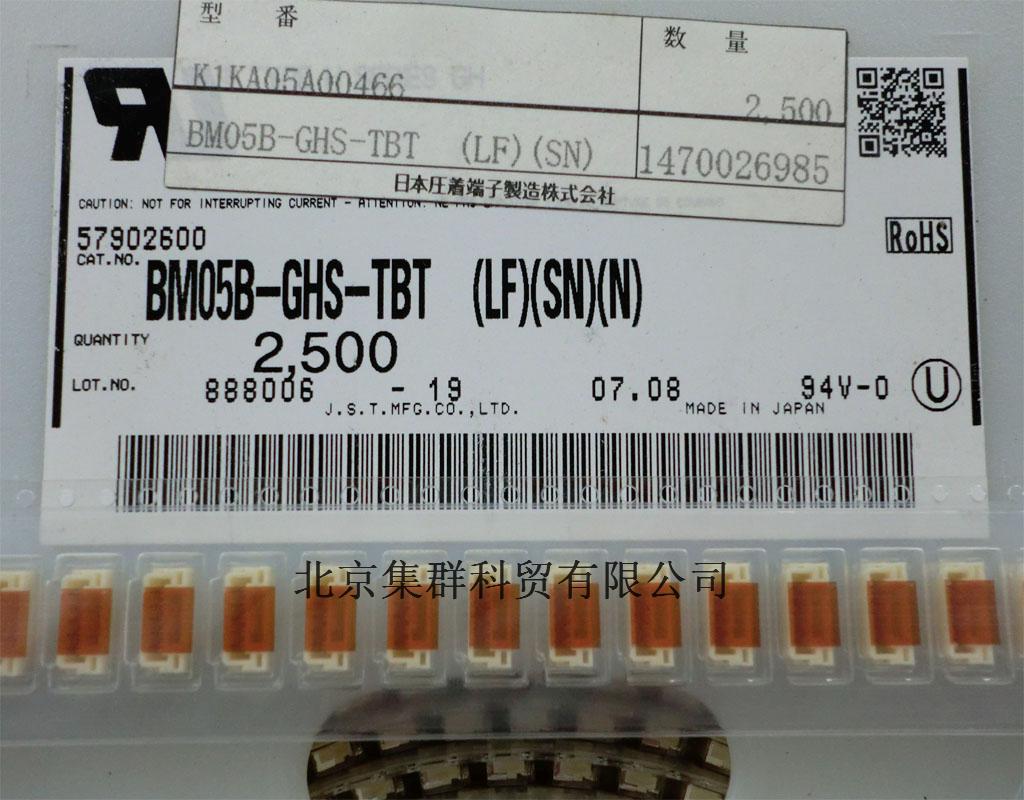 型 番
数 量
K1KA05A00466
2,500
BM05B-GHS-TBT (LF)(SN)
1470026985
日本圧着端子製造株式会社
CAUTION: NOT FOR INTERRUPTING CURRENT - ATTENTION:
RoHS
57902600
CAT.NO. BM05B-GHS-TBT (LF)(SN)(N)
QUANTITY 2,500
LOT.NO. 888006 - 19 07.08 94V-0 U
J.S.T.MFG.CO.,LTD. MADE IN JAPAN
北京集群科贸有限公司